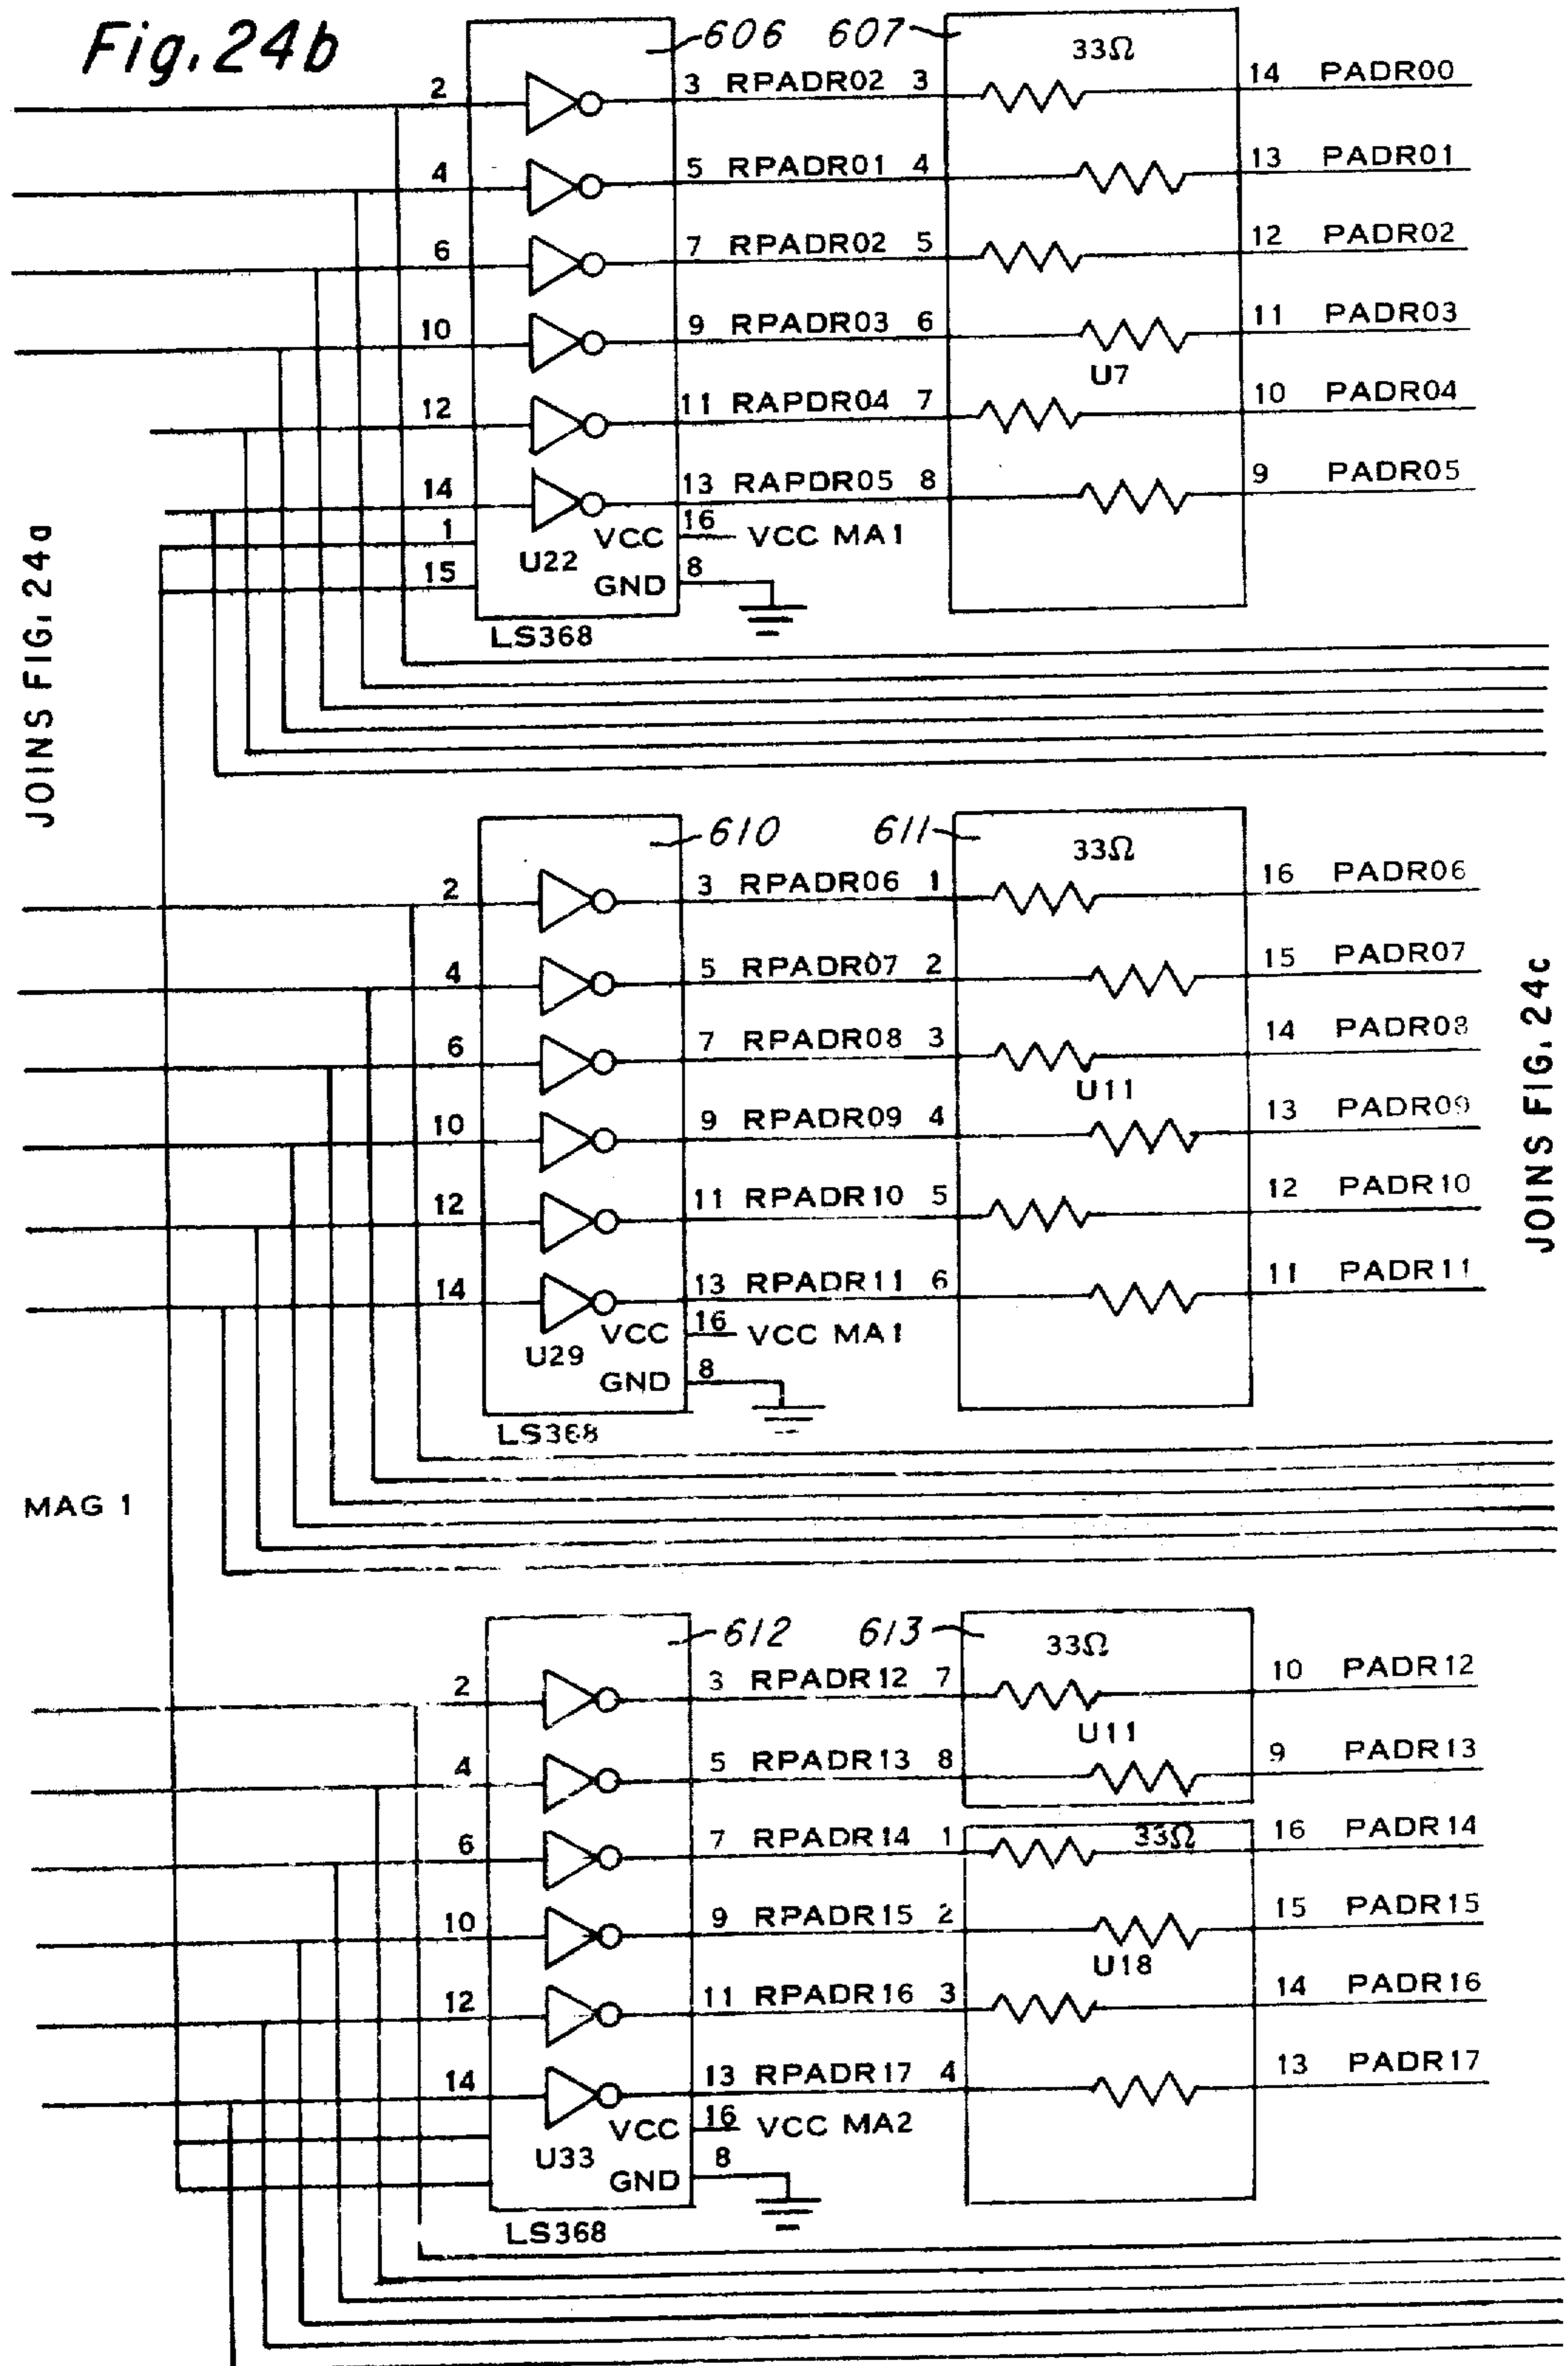 Fig. 24b
606 607 33Ω
2 3 RPADR02 3 14 PADR00
4 5 RPADR01 4 13 PADR01
6 7 RPADR02 5 12 PADR02
10 9 RPADR03 6 11 PADR03
U7
12 11 RAPDR04 7 10 PADR04
14 13 RAPDR05 8 9 PADR05
1 VCC 16 VCC MA1
U22
15 GND 8
LS368
JOINS FIG. 24a
610 611 33Ω
2 3 RPADR06 1 16 PADR06
4 5 RPADR07 2 15 PADR07
6 7 RPADR08 3 14 PADR08
U11
10 9 RPADR09 4 13 PADR09
12 11 RPADR10 5 12 PADR10
14 13 RPADR11 6 11 PADR11
VCC 16 VCC MA1
U29
GND 8
LS368
JOINS FIG. 24c
MAG 1
612 613 33Ω
2 3 RPADR12 7 10 PADR12
U11
4 5 RPADR13 8 9 PADR13
6 7 RPADR14 1 33Ω 16 PADR14
10 9 RPADR15 2 15 PADR15
U18
12 11 RPADR16 3 14 PADR16
14 13 RPADR17 4 13 PADR17
VCC 16 VCC MA2
U33
GND 8
LS368